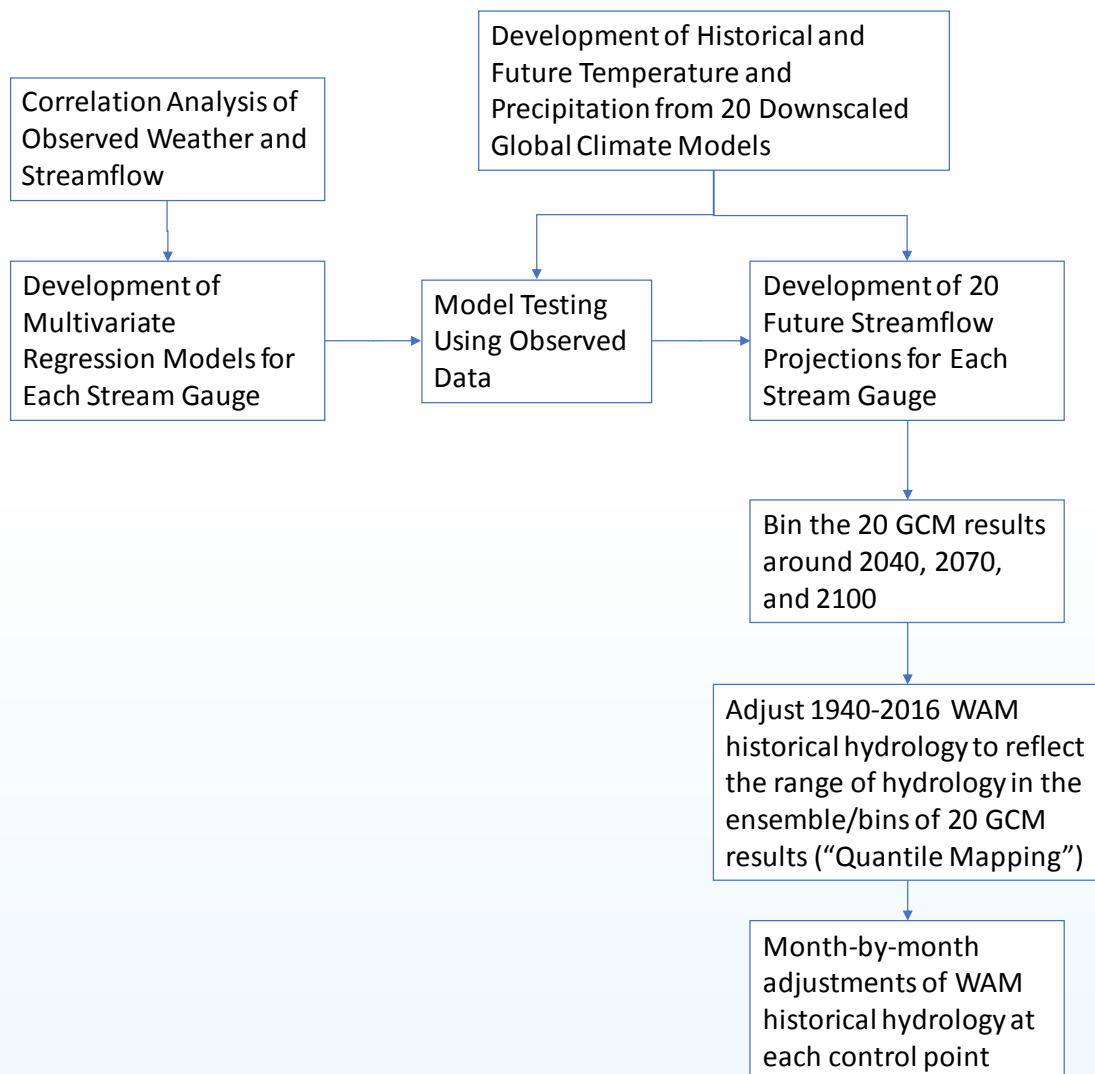 Development of Historical and
Future Temperature and
Precipitation from 20 Downscaled
Global Climate Models
Correlation Analysis of
Observed Weather and
Streamflow
Development of
Multivariate
Regression Models for
Each Stream Gauge
Model Testing
Using Observed
Data
Development of 20
Future Streamflow
Projections for Each
Stream Gauge
Bin the 20 GCM results
around 2040, 2070,
and 2100
Adjust 1940-2016 WAM
historical hydrology to reflect
the range of hydrology in the
ensemble/bins of 20 GCM
results (“Quantile Mapping”)
Month-by-month
adjustments of WAM
historical hydrology at
each control point